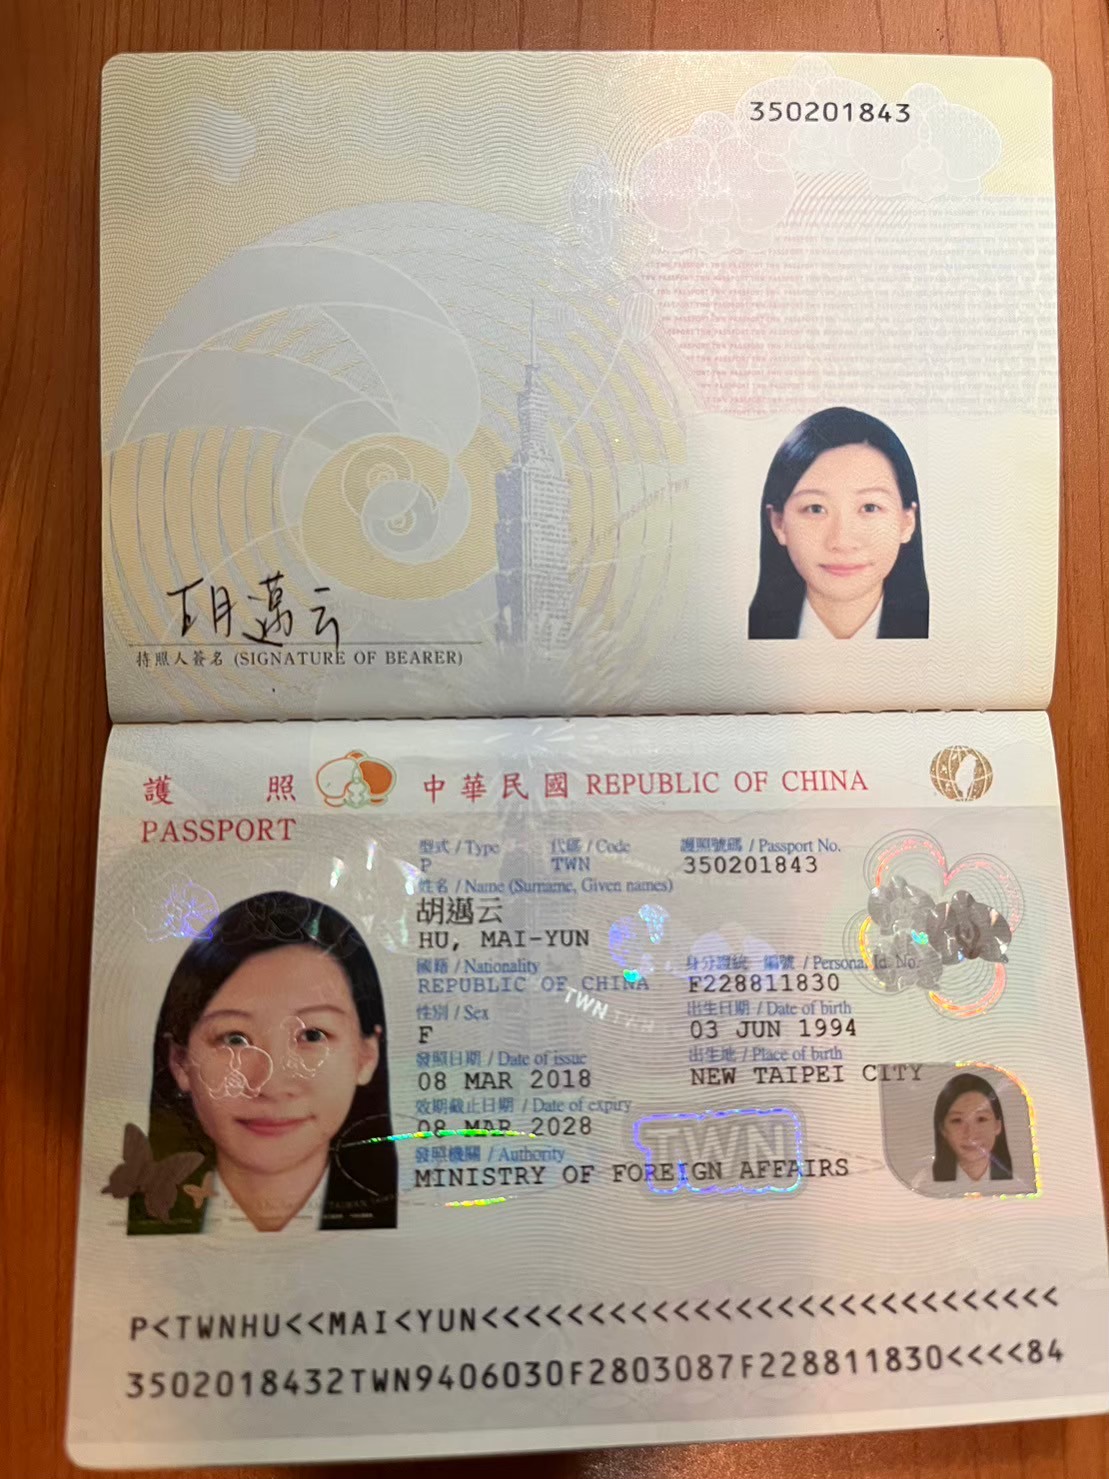 350201843
胡邁云
持照人簽名 (SIGNATURE OF BEARER)
護 照 中華民國 REPUBLIC OF CHINA
PASSPORT
型式 / Type 代碼 / Code 護照號碼 / Passport No.
P TWN 350201843
姓名 / Name (Surname, Given names)
胡邁云
HU, MAI-YUN
國籍 / Nationality 身分證統一編號 / Personal Id. No.
REPUBLIC OF CHINA F228811830
性別 / Sex 出生日期 / Date of birth
F 03 JUN 1994
發照日期 / Date of issue 出生地 / Place of birth
08 MAR 2018 NEW TAIPEI CITY
效期截止日期 / Date of expiry
08 MAR 2028
發照機關 / Authority
MINISTRY OF FOREIGN AFFAIRS
TWN
P<TWNHU<<MAI<YUN<<<<<<<<<<<<<<<<<<<<<<<<<<<<
3502018432TWN9406030F2803087F228811830<<<<84